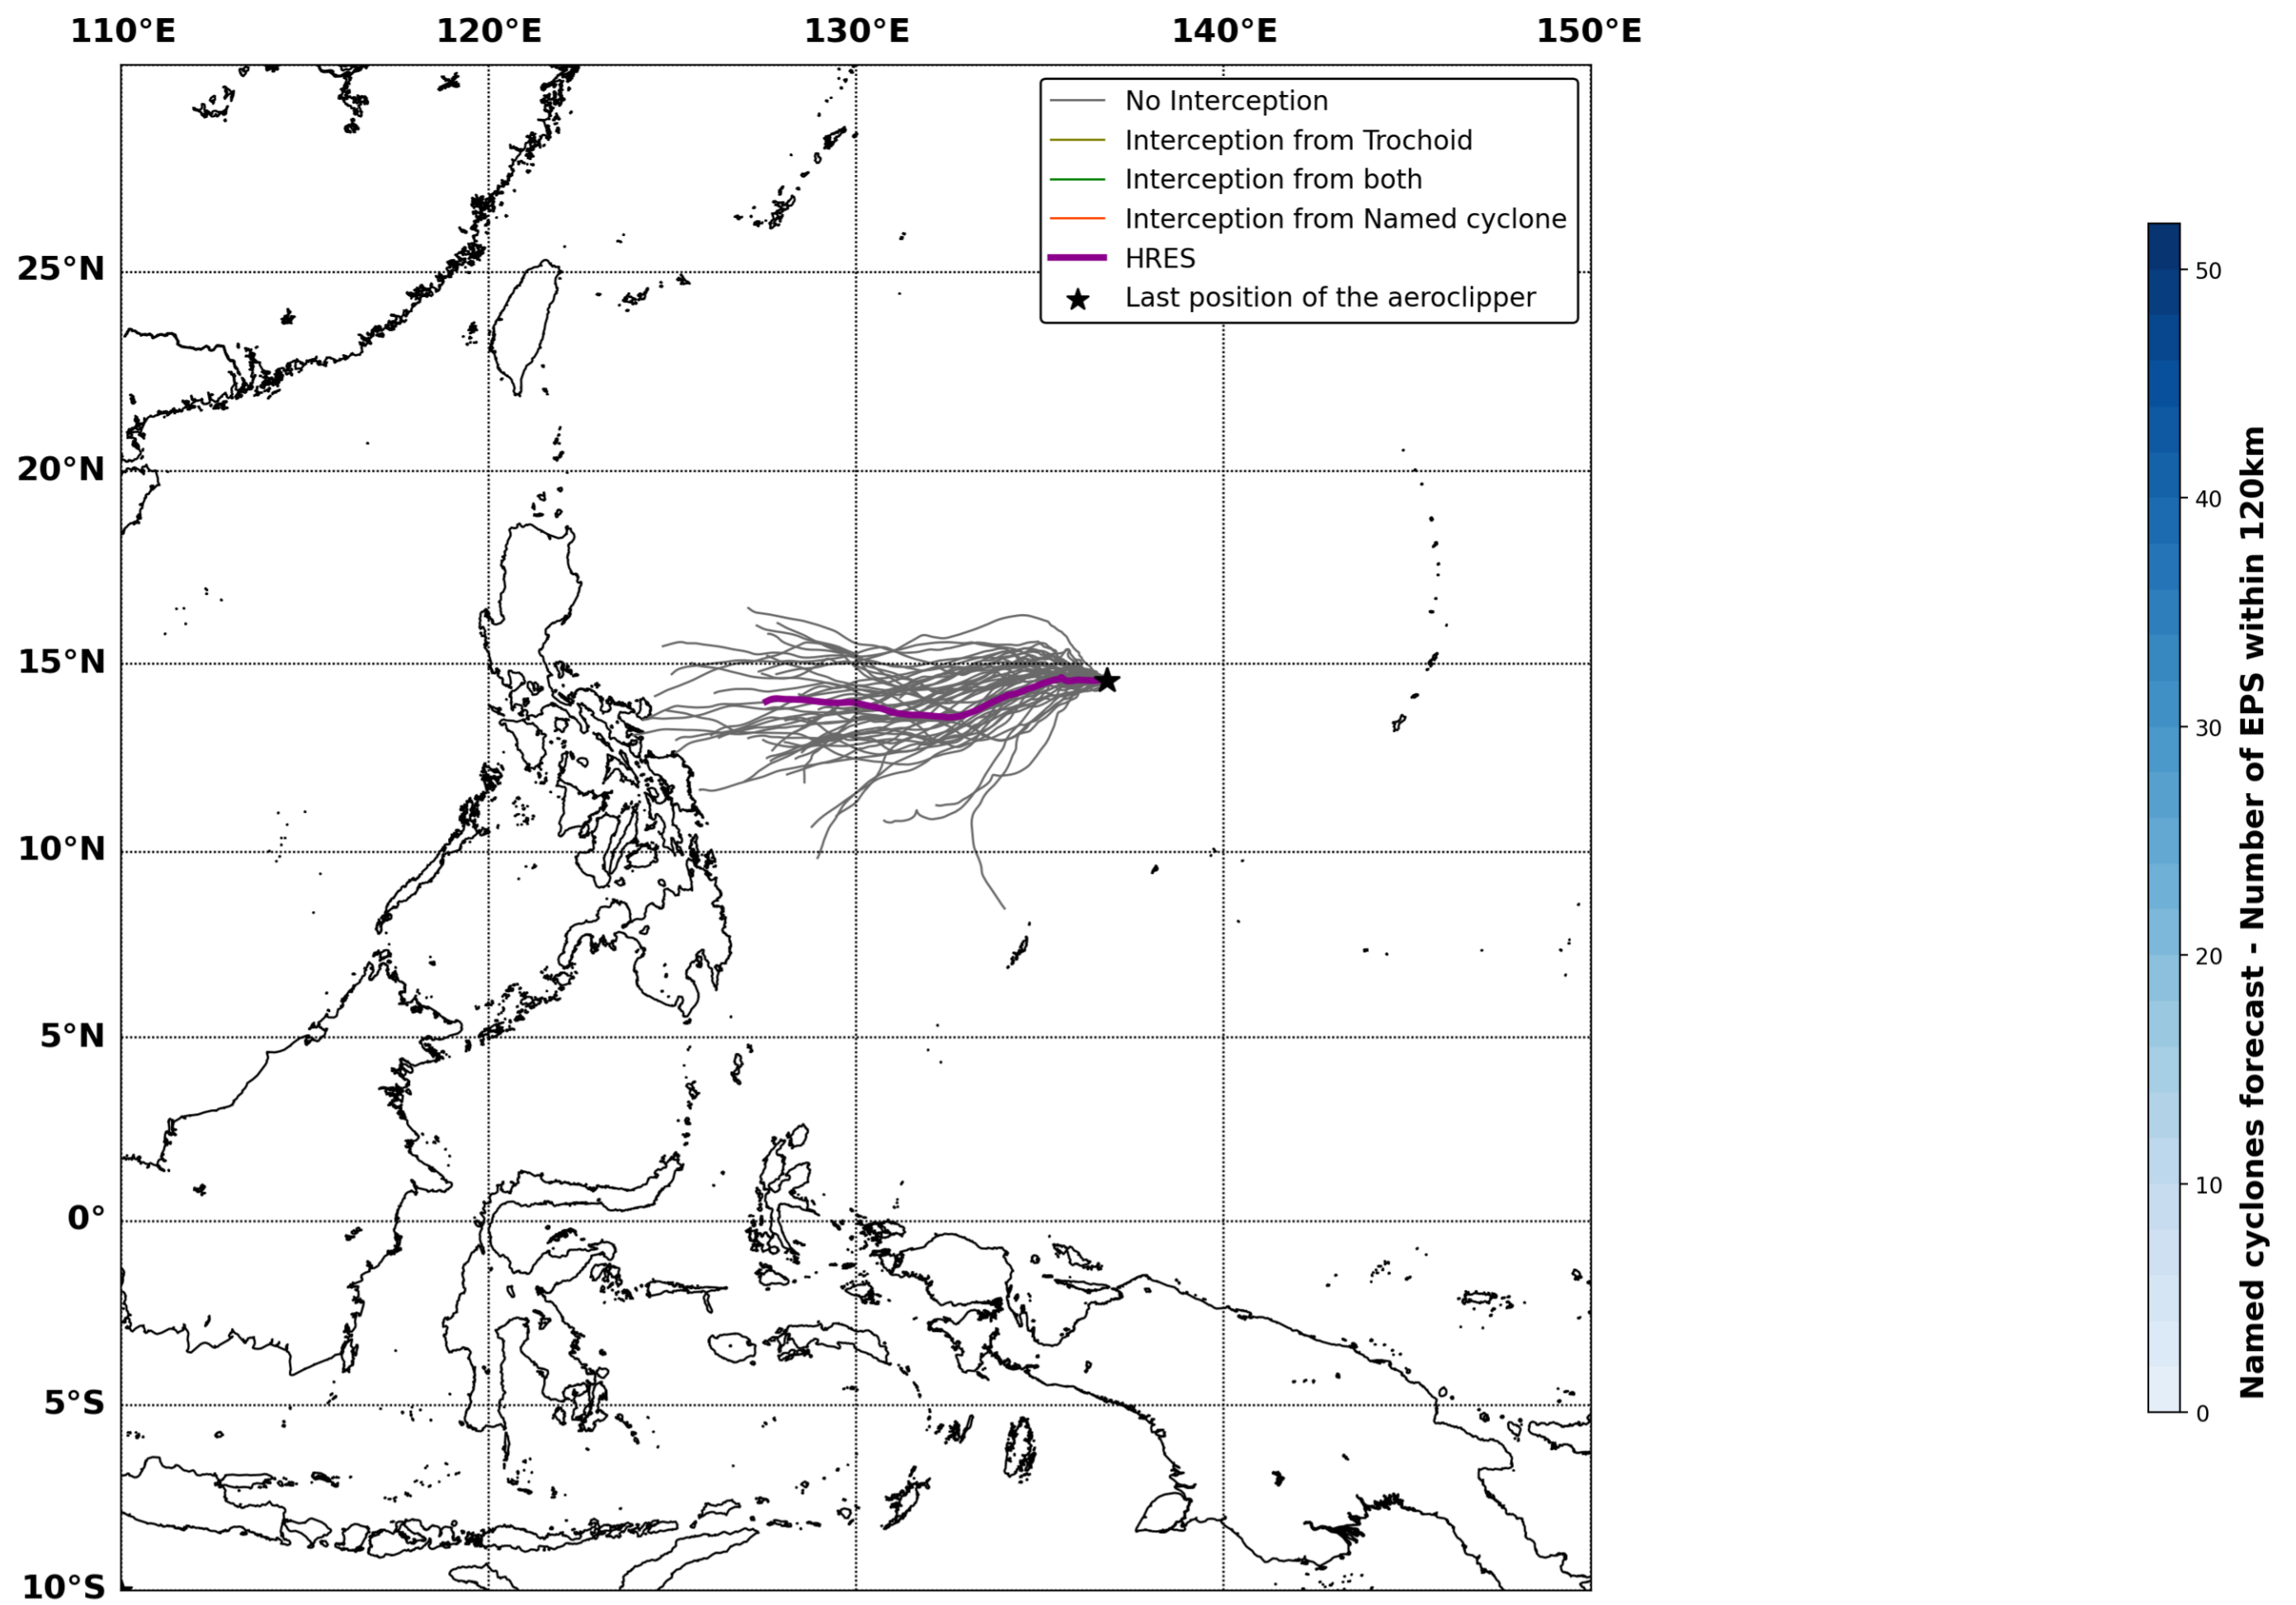 110°E 120°E 130°E 140°E 150°E
No Interception
Interception from Trochoid
Interception from both
Interception from Named cyclone
HRES
Last position of the aeroclipper
25°N
20°N
15°N
10°N
5°N
0°
5°S
10°S
50
40
30
20
10
0
Named cyclones forecast - Number of EPS within 120km